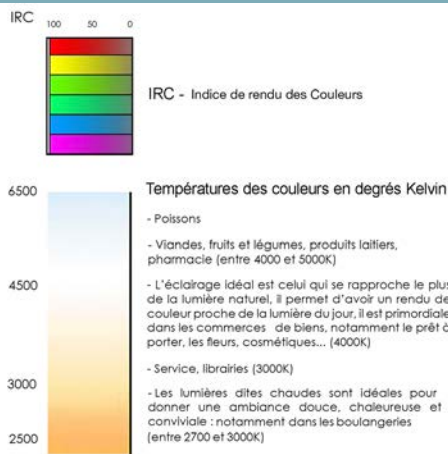 IRC
100 50 0
IRC - Indice de rendu des Couleurs
6500
Températures des couleurs en degrés Kelvin
- Poissons
- Viandes, fruits et légumes, produits laitiers,
pharmacie (entre 4000 et 5000K)
4500
- L'éclairage idéal est celui qui se rapproche le plus
de la lumière naturel, il permet d'avoir un rendu de
couleur proche de la lumière du jour, il est primordiale
dans les commerces de biens, notamment le prêt à
porter, les fleurs, cosmétiques... (4000K)
- Service, librairies (3000K)
3000
- Les lumières dites chaudes sont idéales pour
donner une ambiance douce, chaleureuse et
conviviale : notamment dans les boulangeries
2500
(entre 2700 et 3000K)